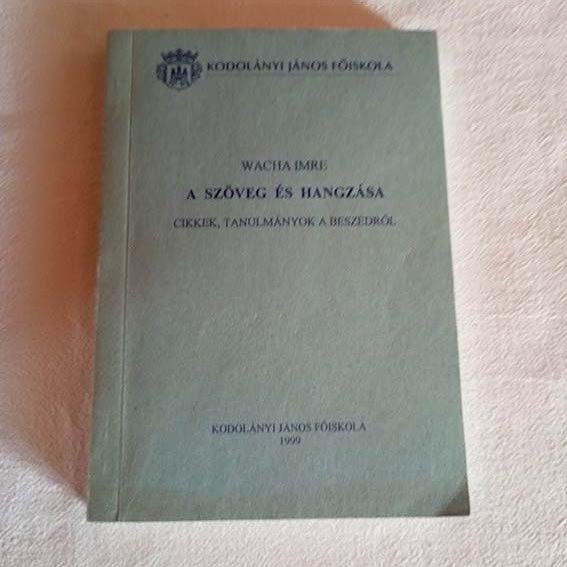 KODOLÁNYI JÁNOS FŐISKOLA
WACHA IMRE
A SZÖVEG ÉS HANGZÁSA
CIKKEK, TANULMÁNYOK A BESZÉDRŐL
KODOLÁNYI JÁNOS FŐISKOLA
1999